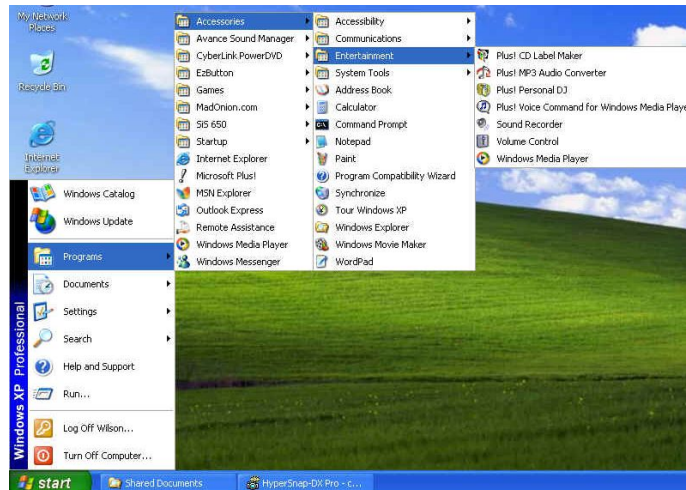 My Network
Places
Recycle Bin
Internet
Explorer
Windows Catalog
Windows Update
Programs
Documents
Settings
Search
Help and Support
Run...
Log Off Wilson...
Turn Off Computer...
Windows XP Professional
Accessories
Avance Sound Manager
CyberLink PowerDVD
EzButton
Games
MadOnion.com
SiS 650
Startup
Internet Explorer
Microsoft Plus!
MSN Explorer
Outlook Express
Remote Assistance
Windows Media Player
Windows Messenger
Accessibility
Communications
Entertainment
System Tools
Address Book
Calculator
Command Prompt
Notepad
Paint
Program Compatibility Wizard
Synchronize
Tour Windows XP
Windows Explorer
Windows Movie Maker
WordPad
Plus! CD Label Maker
Plus! MP3 Audio Converter
Plus! Personal DJ
Plus! Voice Command for Windows Media Playe
Sound Recorder
Volume Control
Windows Media Player
start
Shared Documents
HyperSnap-DX Pro - c...